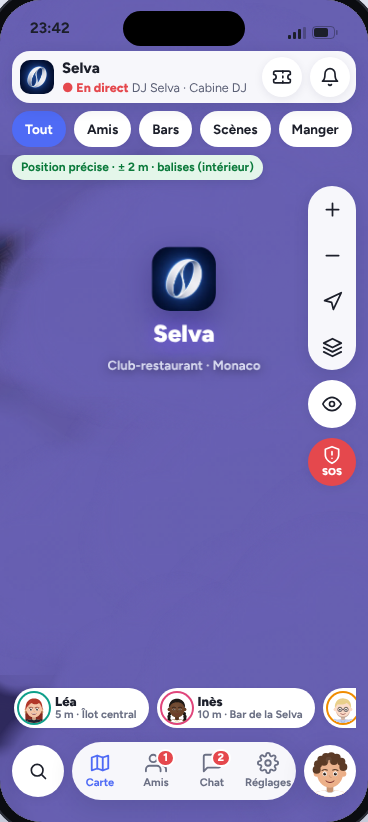 23:42
Selva
En direct DJ Selva · Cabine DJ
Tout
Amis
Bars
Scènes
Manger
Position précise · ± 2 m · balises (intérieur)
Selva
Club-restaurant · Monaco
SOS
Léa
5 m · Îlot central
Inès
10 m · Bar de la Selva
1
2
Carte
Amis
Chat
Réglages